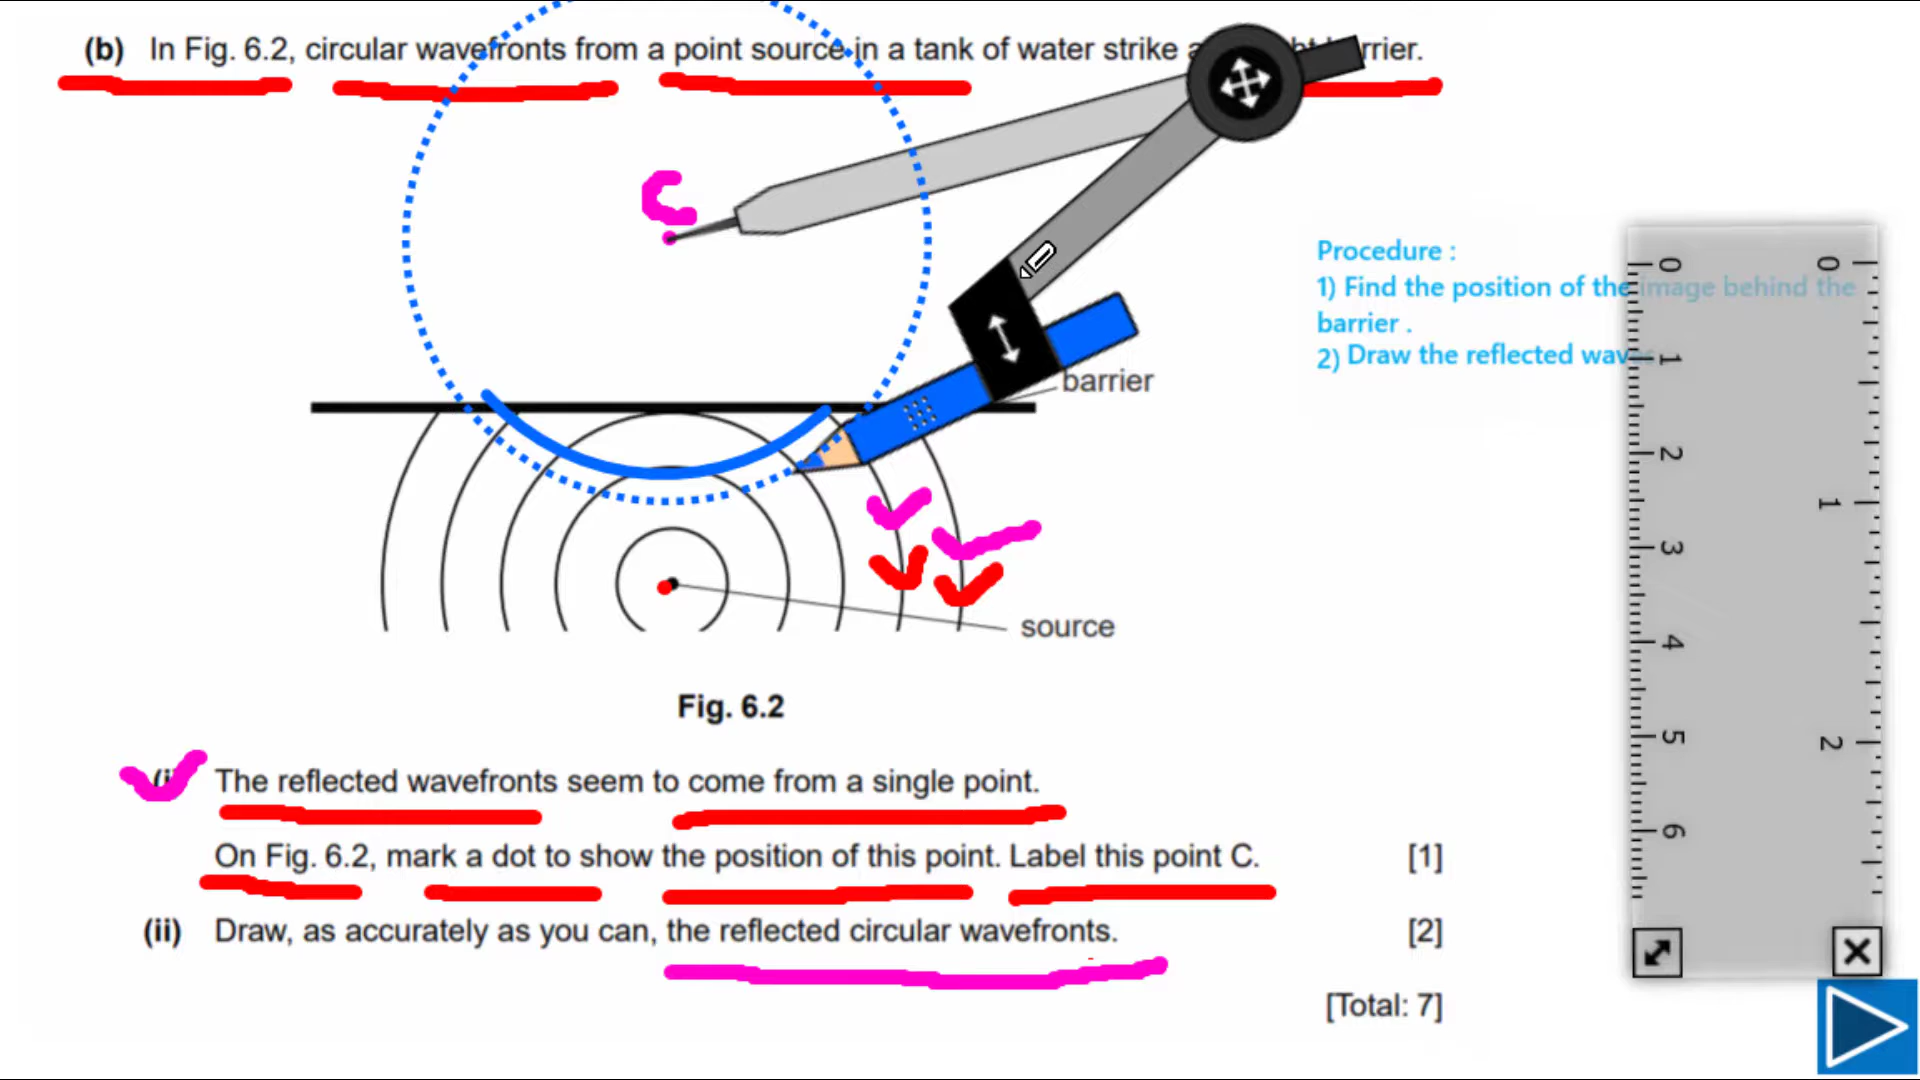 (b) In Fig. 6.2, circular wavefronts from a point source in a tank of water strike a barrier.
C
Procedure :
1) Find the position of the image behind the
barrier .
2) Draw the reflected waves
barrier
source
Fig. 6.2
(i) The reflected wavefronts seem to come from a single point.
On Fig. 6.2, mark a dot to show the position of this point. Label this point C. [1]
(ii) Draw, as accurately as you can, the reflected circular wavefronts. [2]
[Total: 7]
0 0
1
2
1
3
4
5 2
6